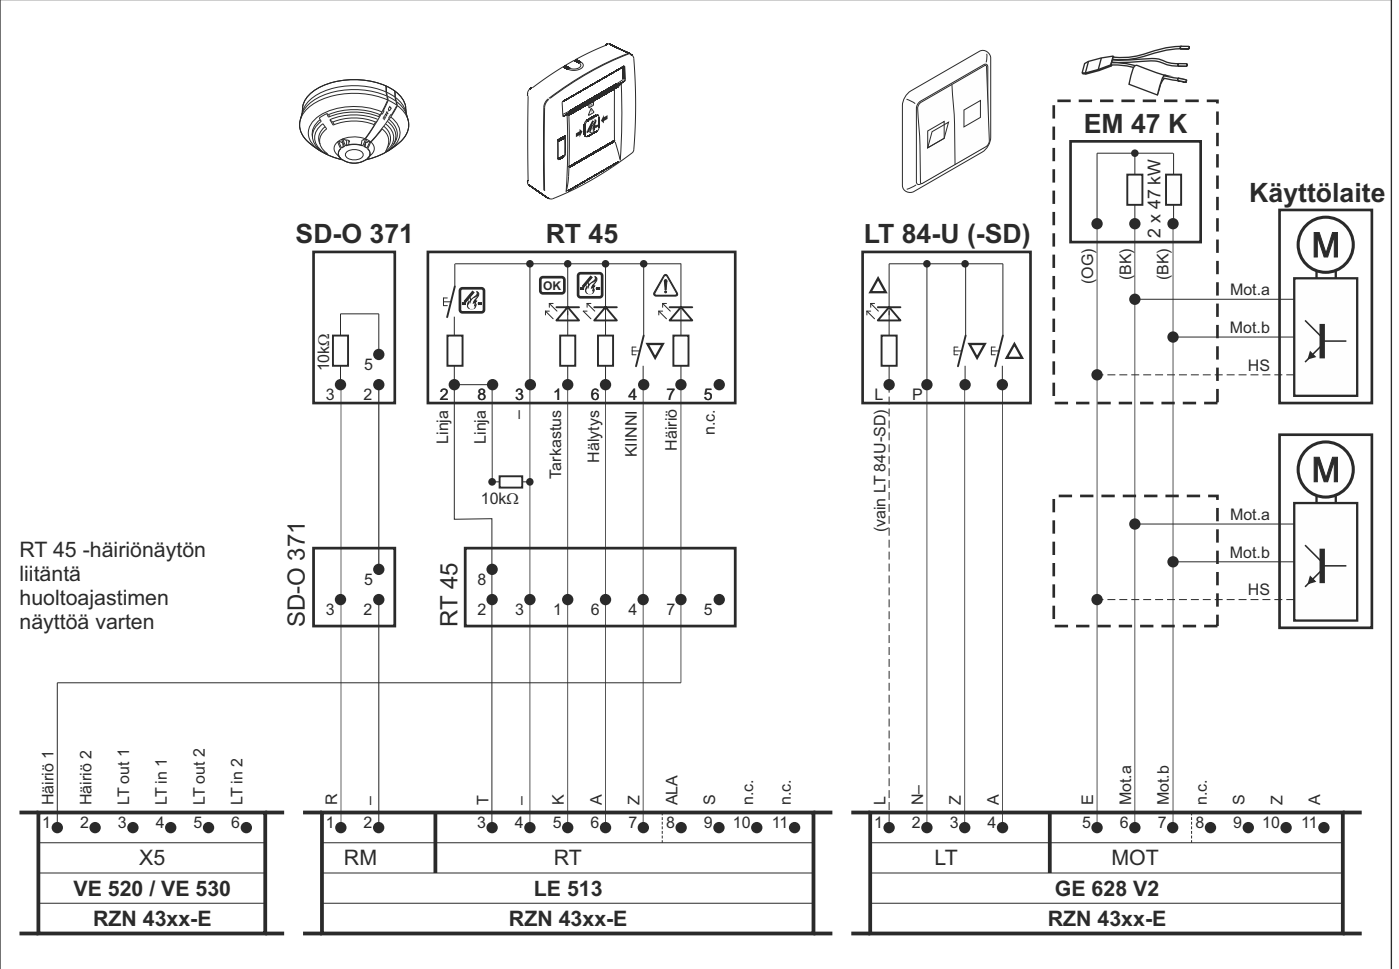 EM 47 K
2 x 47 kW
(OG)
(BK)
(BK)
Käyttölaite
M
Mot.a
Mot.b
HS
SD-O 371
10kΩ
5
3
2
RT 45
OK
2
8
3
1
6
4
7
5
Linja
Linja
–
Tarkastus
Hälytys
KIINNI
Häiriö
n.c.
10kΩ
LT 84-U (-SD)
L
P
(vain LT 84U-SD)
M
Mot.a
Mot.b
HS
RT 45 -häiriönäytön
liitäntä
huoltoajastimen
näyttöä varten
SD-O 371
5
3
2
RT 45
8
2
3
1
6
4
7
5
Häiriö 1
Häiriö 2
LT out 1
LT in 1
LT out 2
LT in 2
1
2
3
4
5
6
X5
VE 520 / VE 530
RZN 43xx-E
R
–
T
–
K
A
Z
ALA
S
n.c.
n.c.
1
2
3
4
5
6
7
8
9
10
11
RM
RT
LE 513
RZN 43xx-E
L
N–
Z
A
E
Mot.a
Mot.b
n.c.
S
Z
A
1
2
3
4
5
6
7
8
9
10
11
LT
MOT
GE 628 V2
RZN 43xx-E